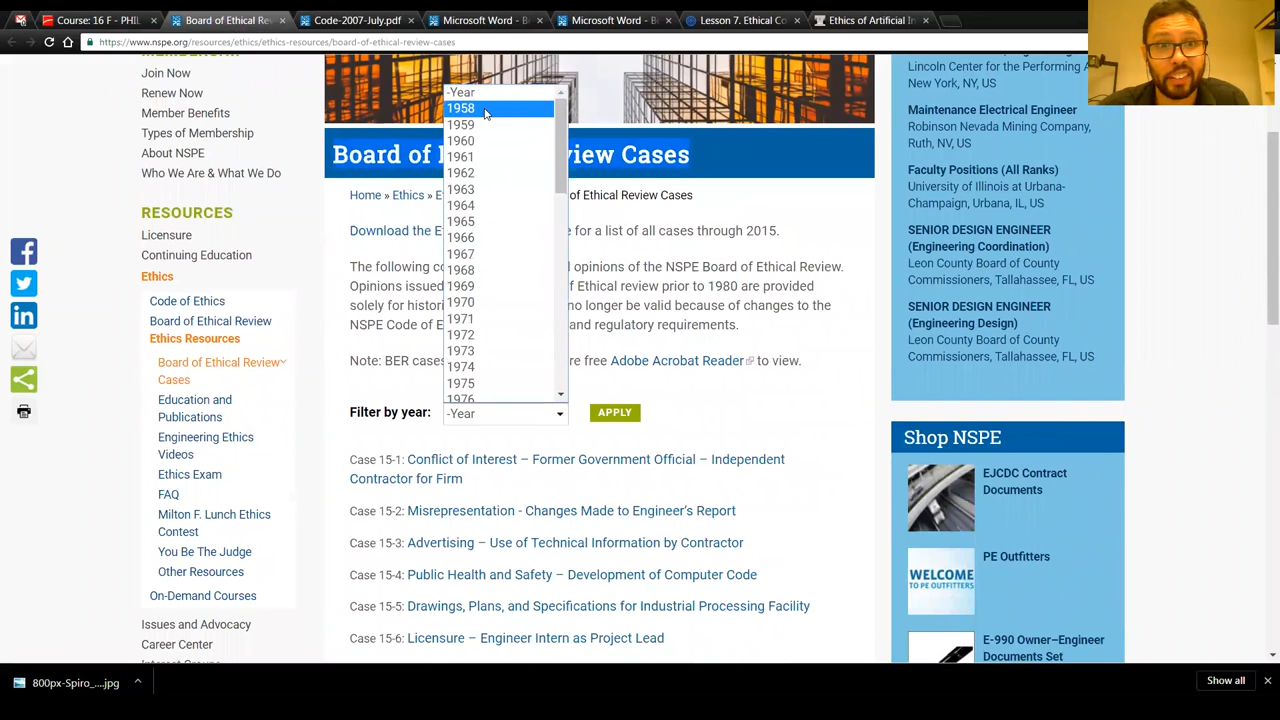 Course: 16 F - PHIL
Board of Ethical Rev
Code-2007-July.pdf
Microsoft Word - B
Microsoft Word - B
Lesson 7. Ethical Co
Ethics of Artificial In
https://www.nspe.org/resources/ethics/ethics-resources/board-of-ethical-review-cases
Join Now
Renew Now
Member Benefits
Types of Membership
About NSPE
Who We Are & What We Do
RESOURCES
Licensure
Continuing Education
Ethics
Code of Ethics
Board of Ethical Review
Ethics Resources
Board of Ethical Review
Cases
Education and
Publications
Engineering Ethics
Videos
Ethics Exam
FAQ
Milton F. Lunch Ethics
Contest
You Be The Judge
Other Resources
On-Demand Courses
Issues and Advocacy
Career Center
-Year
1958
1959
1960
1961
1962
1963
1964
1965
1966
1967
1968
1969
1970
1971
1972
1973
1974
1975
1976
Board of view Cases
Home » Ethics » E of Ethical Review Cases
Download the E e for a list of all cases through 2015.
The following co opinions of the NSPE Board of Ethical Review.
Opinions issued of Ethical review prior to 1980 are provided
solely for histori o longer be valid because of changes to the
NSPE Code of E and regulatory requirements.
Note: BER cases re free Adobe Acrobat Reader to view.
Filter by year: -Year APPLY
Case 15-1: Conflict of Interest – Former Government Official – Independent
Contractor for Firm
Case 15-2: Misrepresentation - Changes Made to Engineer's Report
Case 15-3: Advertising – Use of Technical Information by Contractor
Case 15-4: Public Health and Safety – Development of Computer Code
Case 15-5: Drawings, Plans, and Specifications for Industrial Processing Facility
Case 15-6: Licensure – Engineer Intern as Project Lead
Lincoln Center for the Performing A
New York, NY, US
Maintenance Electrical Engineer
Robinson Nevada Mining Company,
Ruth, NV, US
Faculty Positions (All Ranks)
University of Illinois at Urbana-
Champaign, Urbana, IL, US
SENIOR DESIGN ENGINEER
(Engineering Coordination)
Leon County Board of County
Commissioners, Tallahassee, FL, US
SENIOR DESIGN ENGINEER
(Engineering Design)
Leon County Board of County
Commissioners, Tallahassee, FL, US
Shop NSPE
EJCDC Contract
Documents
WELCOME
TO PE OUTFITTERS
PE Outfitters
E-990 Owner–Engineer
Documents Set
800px-Spiro_....jpg
Show all